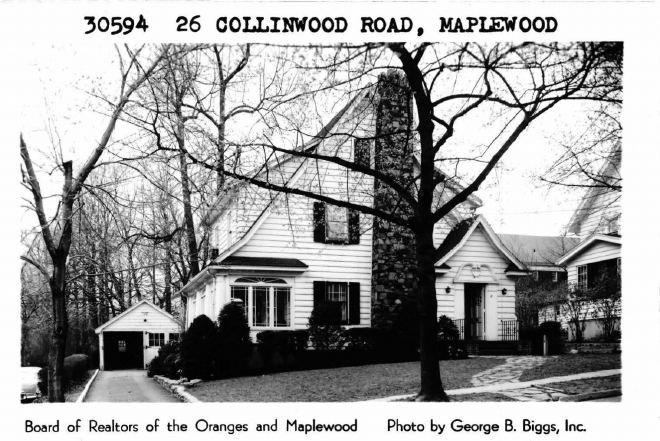 30594 26 COLLINWOOD ROAD, MAPLEWOOD
Board of Realtors of the Oranges and Maplewood Photo by George B. Biggs, Inc.